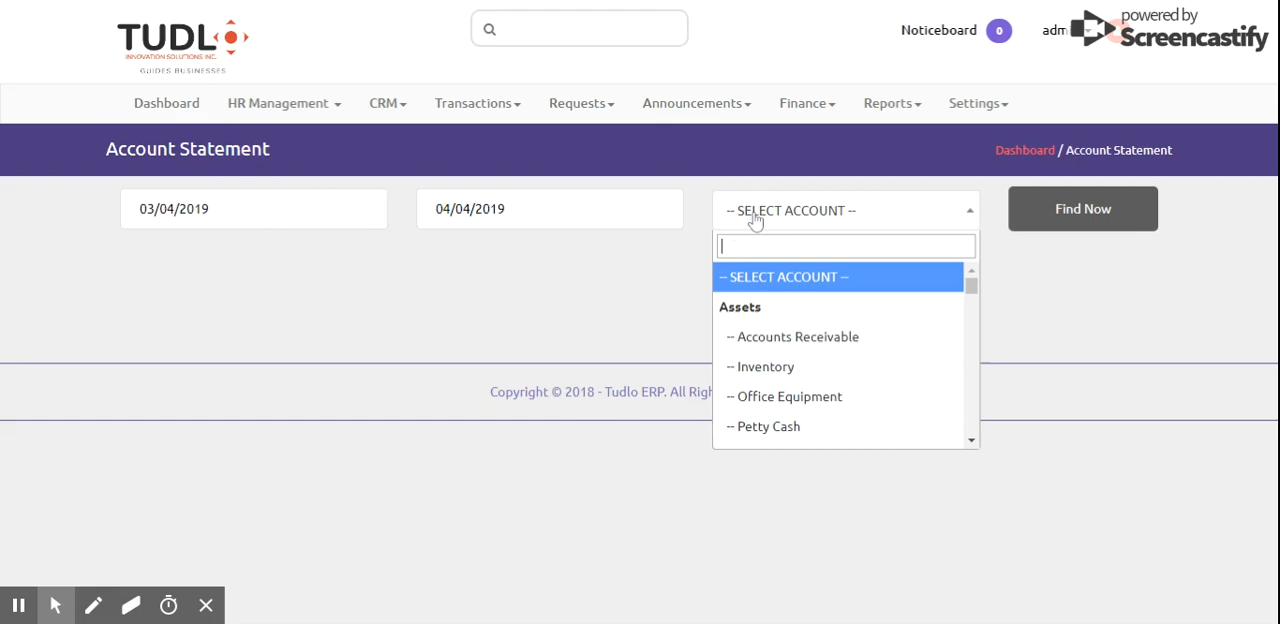 TUDLO
INNOVATION SOLUTIONS INC.
GUIDES BUSINESSES
Noticeboard 0
adm
powered by
Screencastify
Dashboard HR Management CRM Transactions Requests Announcements Finance Reports Settings
Account Statement
Dashboard / Account Statement
03/04/2019 04/04/2019 -- SELECT ACCOUNT -- Find Now
-- SELECT ACCOUNT --
Assets
-- Accounts Receivable
-- Inventory
-- Office Equipment
-- Petty Cash
Copyright © 2018 - Tudlo ERP. All Righ